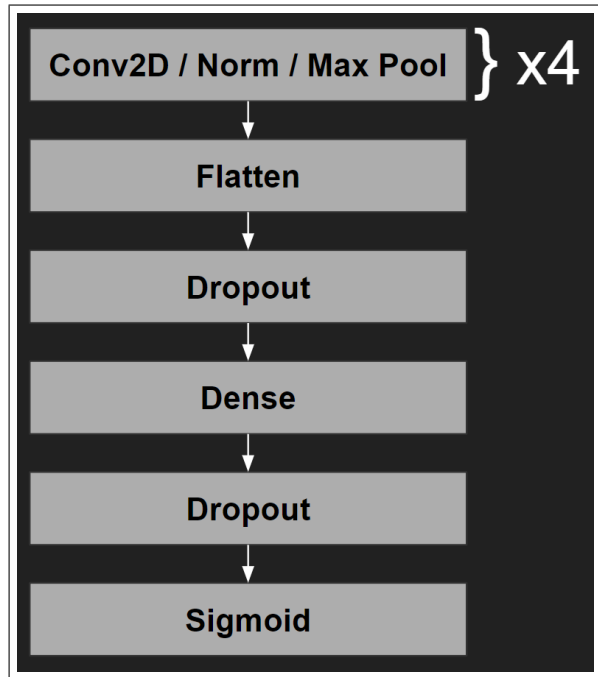 Conv2D / Norm / Max Pool } x4
Flatten
Dropout
Dense
Dropout
Sigmoid